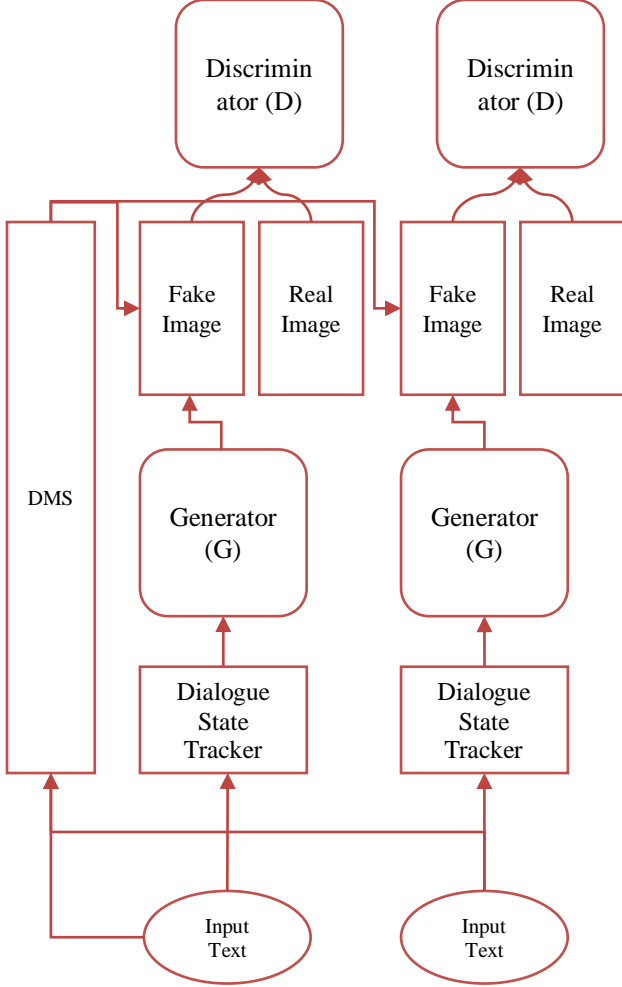 Discrimin
ator (D)
Discrimin
ator (D)
Fake
Image
Real
Image
Fake
Image
Real
Image
DMS
Generator
(G)
Generator
(G)
Dialogue
State
Tracker
Dialogue
State
Tracker
Input
Text
Input
Text